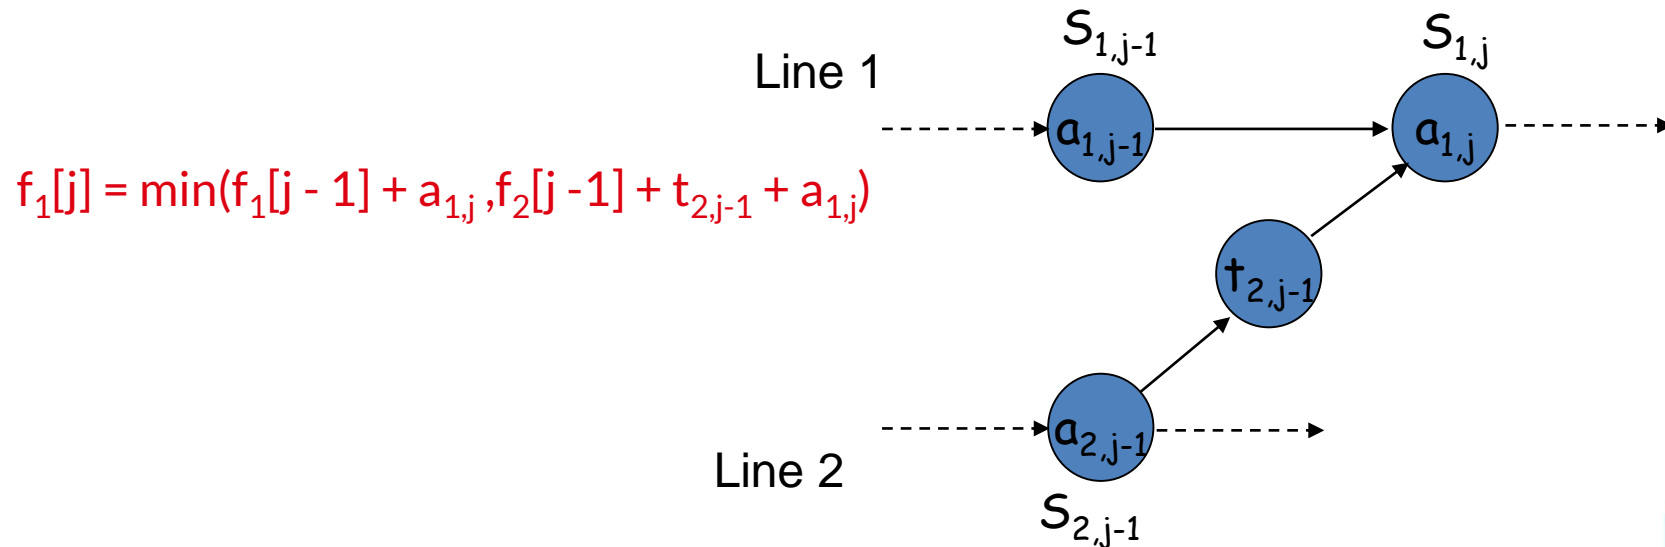 S₁,ⱼ₋₁ S₁,ⱼ
Line 1
a₁,ⱼ₋₁ a₁,ⱼ
f₁[j] = min(f₁[j - 1] + a₁,ⱼ ,f₂[j -1] + t₂,ⱼ₋₁ + a₁,ⱼ)
t₂,ⱼ₋₁
a₂,ⱼ₋₁
Line 2
S₂,ⱼ₋₁